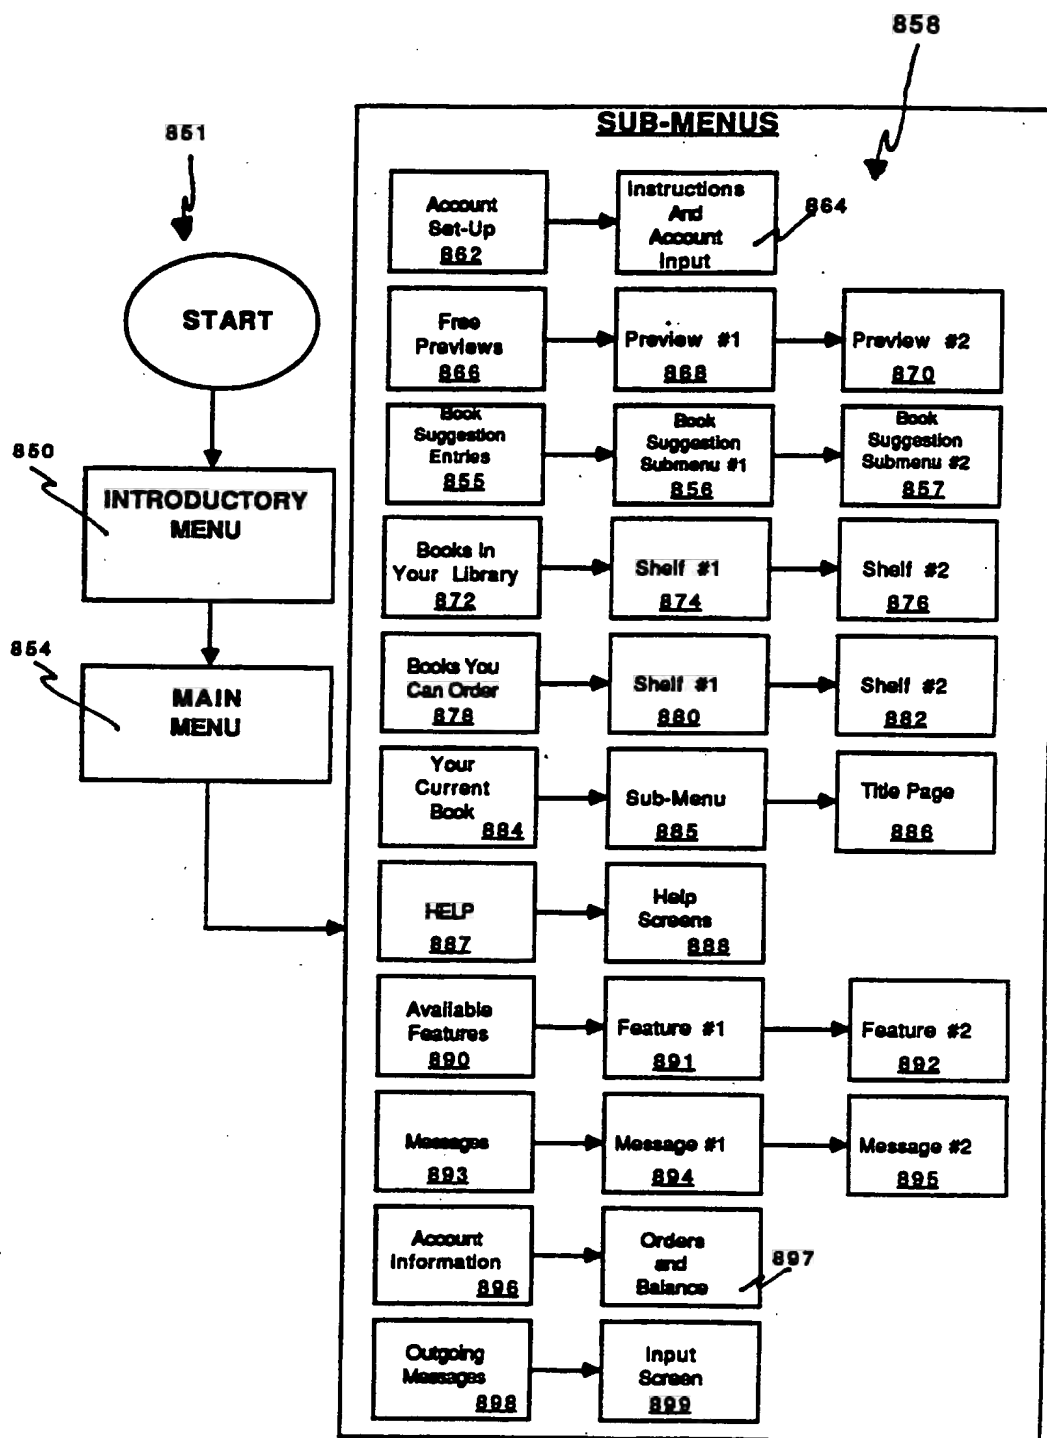 858
851
SUB-MENUS
START
850
INTRODUCTORY
MENU
854
MAIN
MENU
Account
Set-Up
862
Instructions
And
Account
Input
864
Free
Previews
866
Preview #1
868
Preview #2
870
Book
Suggestion
Entries
855
Book
Suggestion
Submenu #1
856
Book
Suggestion
Submenu #2
857
Books In
Your Library
872
Shelf #1
874
Shelf #2
876
Books You
Can Order
878
Shelf #1
880
Shelf #2
882
Your
Current
Book
884
Sub-Menu
885
Title Page
886
HELP
887
Help
Screens
888
Available
Features
890
Feature #1
891
Feature #2
892
Messages
893
Message #1
894
Message #2
895
Account
Information
896
Orders
and
Balance
897
Outgoing
Messages
898
Input
Screen
899